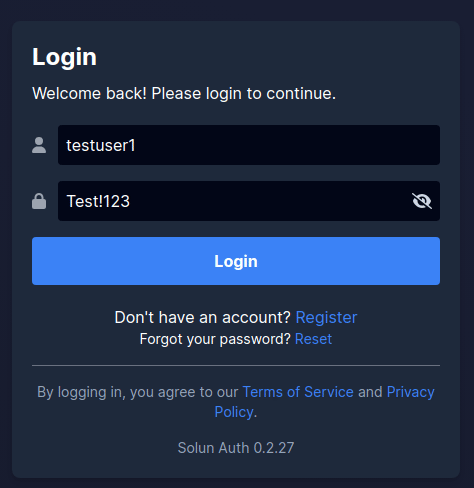 Login
Welcome back! Please login to continue.
testuser1
Test!123
Login
Don't have an account? Register
Forgot your password? Reset
By logging in, you agree to our Terms of Service and Privacy
Policy.
Solun Auth 0.2.27